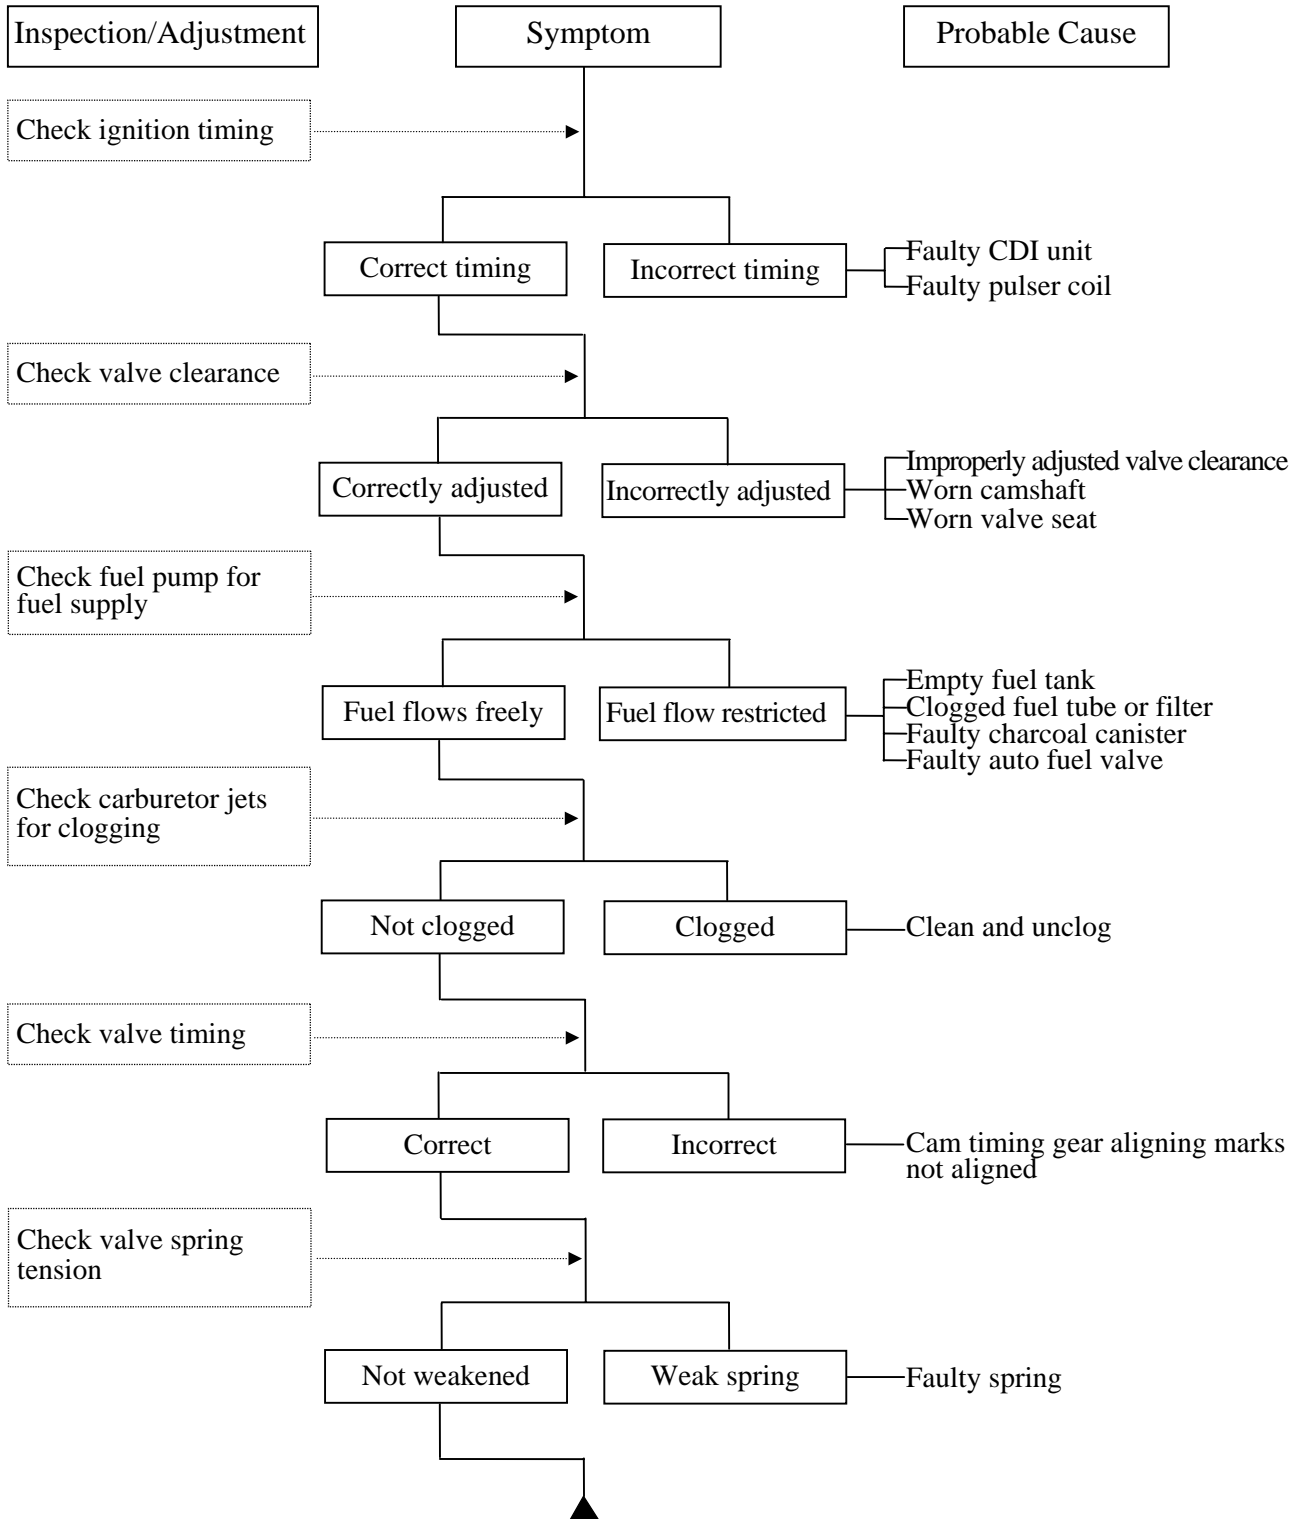 Inspection/Adjustment
Symptom
Probable Cause
Check ignition timing
Correct timing
Incorrect timing
Faulty CDI unit
Faulty pulser coil
Check valve clearance
Correctly adjusted
Incorrectly adjusted
Improperly adjusted valve clearance
Worn camshaft
Worn valve seat
Check fuel pump for
fuel supply
Fuel flows freely
Fuel flow restricted
Empty fuel tank
Clogged fuel tube or filter
Faulty charcoal canister
Faulty auto fuel valve
Check carburetor jets
for clogging
Not clogged
Clogged
Clean and unclog
Check valve timing
Correct
Incorrect
Cam timing gear aligning marks
not aligned
Check valve spring
tension
Not weakened
Weak spring
Faulty spring